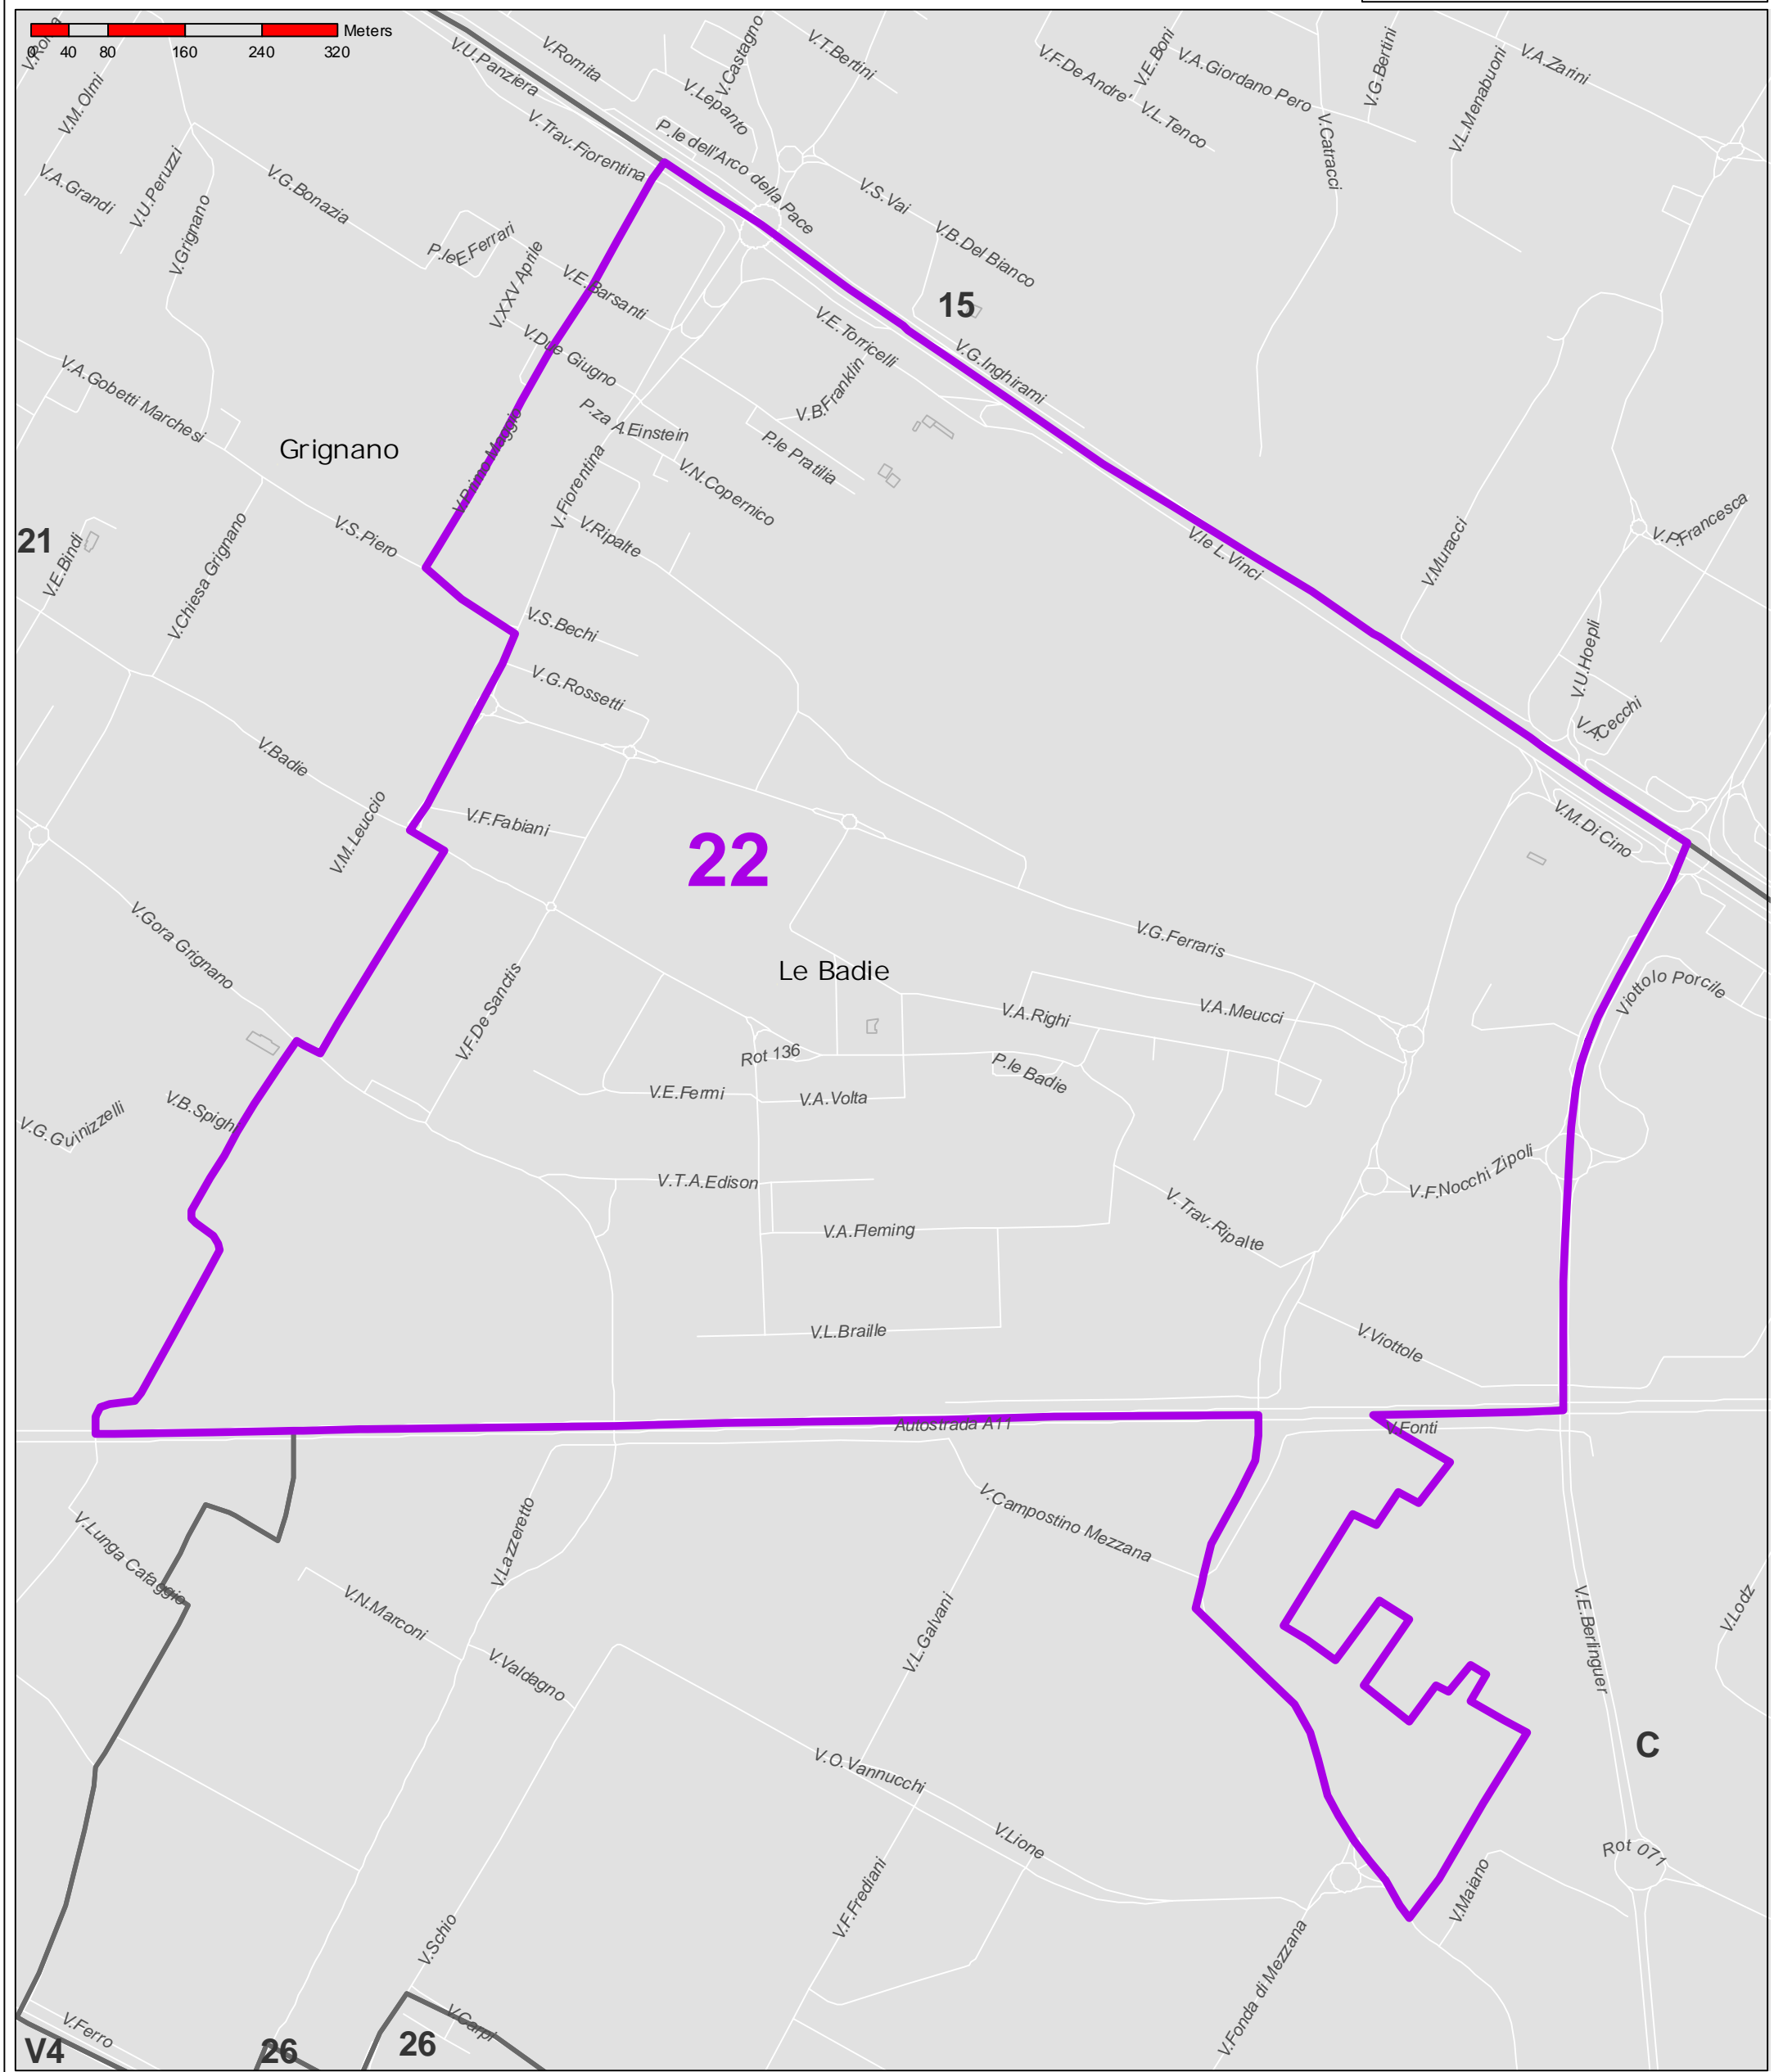 Meters
0 40 80 160 240 320
V.Roma
V.M.Olmi
V.A.Grandi
V.U.Peruzzi
V.Grignano
V.G.Bonazia
P.le E.Ferrari
V.XXV Aprile
V.U.Panziera
V.Romita
V.Trav.Fiorentina
V.Lepanto
V.Castagno
V.T.Bertini
P.le dell'Arco della Pace
V.S.Vai
V.B.Del Bianco
V.F.De Andre'
V.E.Boni
V.L.Tenco
V.A.Giordano Pero
V.G.Bertini
V.Catracci
V.L.Menabuoni
V.A.Zarini
15
V.E.Barsanti
V.Due Giugno
V.E.Torricelli
V.G.Inghirami
V.B.Franklin
P.za A.Einstein
P.le Pratilia
V.N.Copernico
V.A.Gobetti Marchesi
Grignano
V.Primo Maggio
V.Fiorentina
V.Ripalte
V.S.Piero
21
V.E.Bindi
V.Chiesa Grignano
V.le L.Vinci
V.Muracci
V.P.Francesca
V.U.Hoepli
V.A.Cecchi
V.S.Bechi
V.G.Rossetti
V.Badie
V.M.Leuccio
V.F.Fabiani
22
V.M.Di Cino
V.Gora Grignano
V.F.De Sanctis
Le Badie
V.G.Ferraris
V.A.Righi
V.A.Meucci
Viottolo Porcile
Rot 136
P.le Badie
V.E.Fermi
V.A.Volta
V.B.Spighi
V.G.Guinizzelli
V.T.A.Edison
V.A.Fleming
V.Trav.Ripalte
V.F.Nocchi Zipoli
V.L.Braille
V.Viottole
Autostrada A11
V.Fonti
V.Lunga Cafaggio
V.Lazzeretto
V.N.Marconi
V.Valdagno
V.Campostino Mezzana
V.L.Galvani
V.E.Berlinguer
V.Lodz
C
V.O.Vannucchi
V.Lione
Rot 071
V.Maiano
V.F.Frediani
V.Schio
V.Fonda di Mezzana
V.Carpi
V.Ferro
V4
26
26